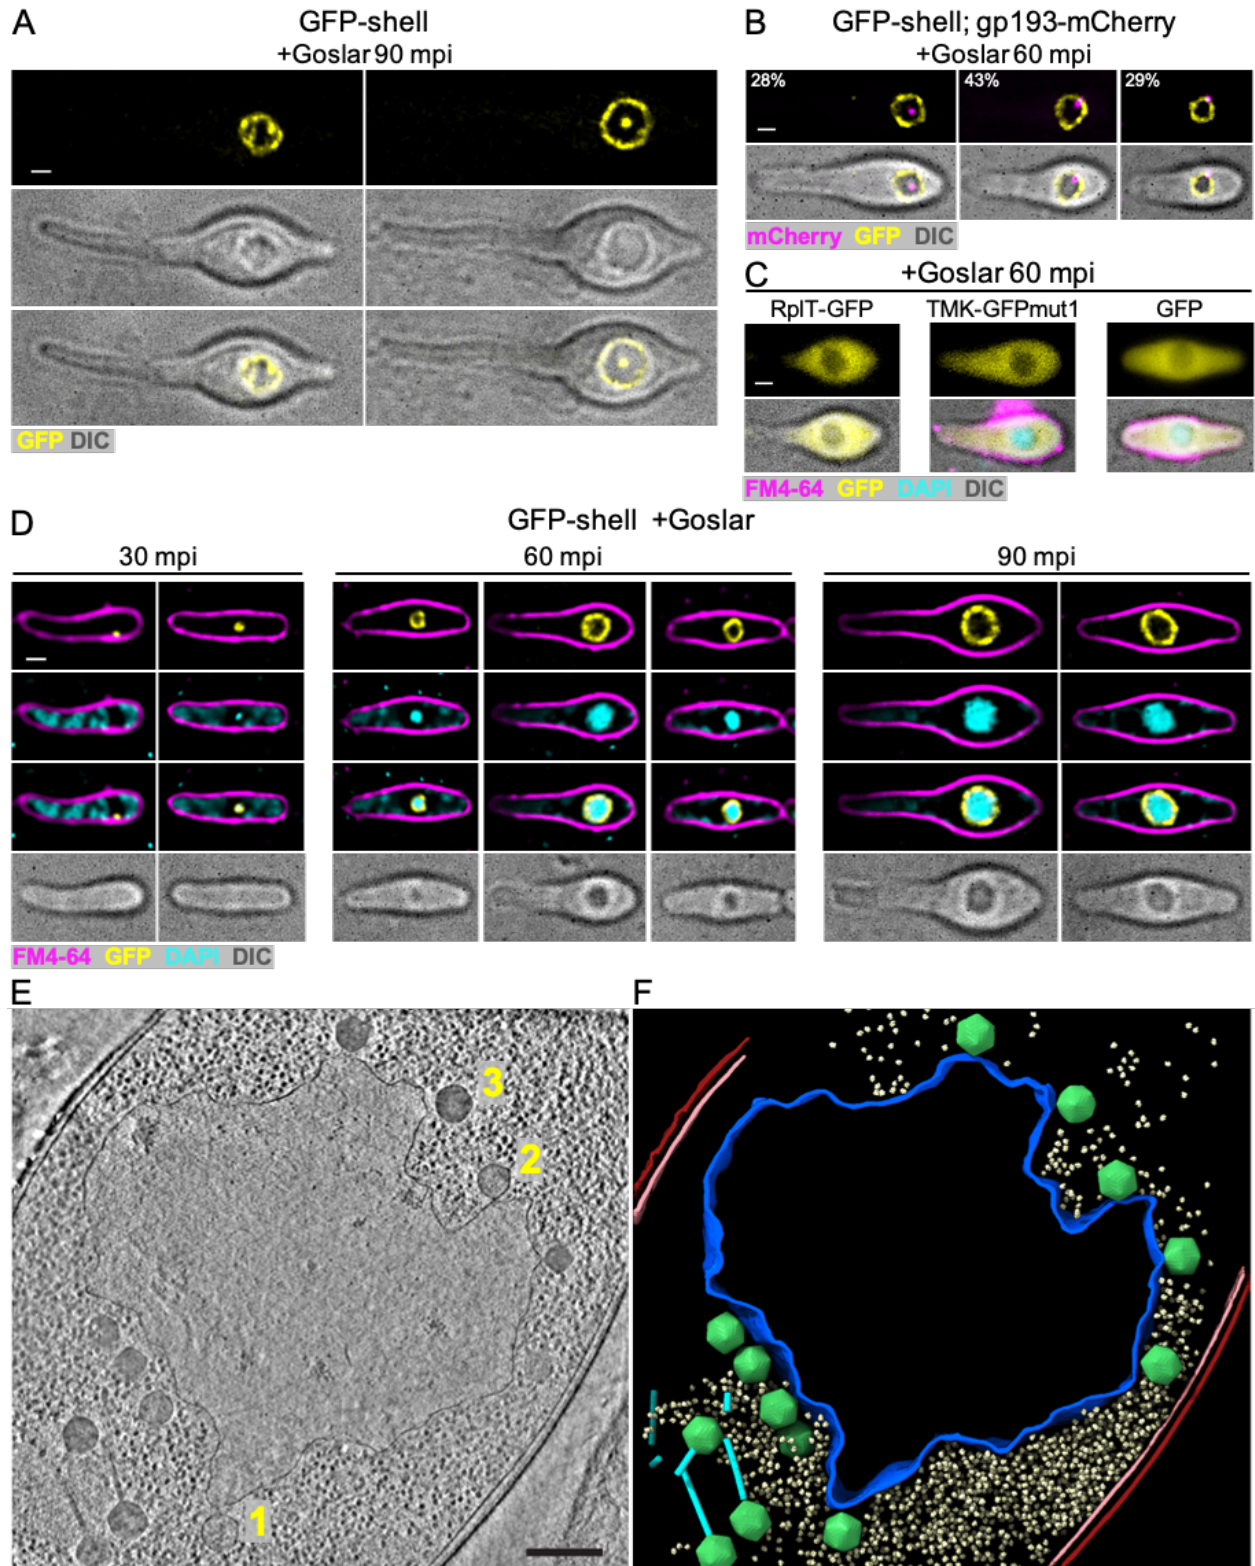 A
GFP-shell
+Goslar 90 mpi
GFP DIC
B
GFP-shell; gp193-mCherry
+Goslar 60 mpi
28% 43% 29%
mCherry GFP DIC
C
+Goslar 60 mpi
RplT-GFP TMK-GFPmut1 GFP
FM4-64 GFP DAPI DIC
D
GFP-shell +Goslar
30 mpi 60 mpi 90 mpi
FM4-64 GFP DAPI DIC
E
3
2
1
F